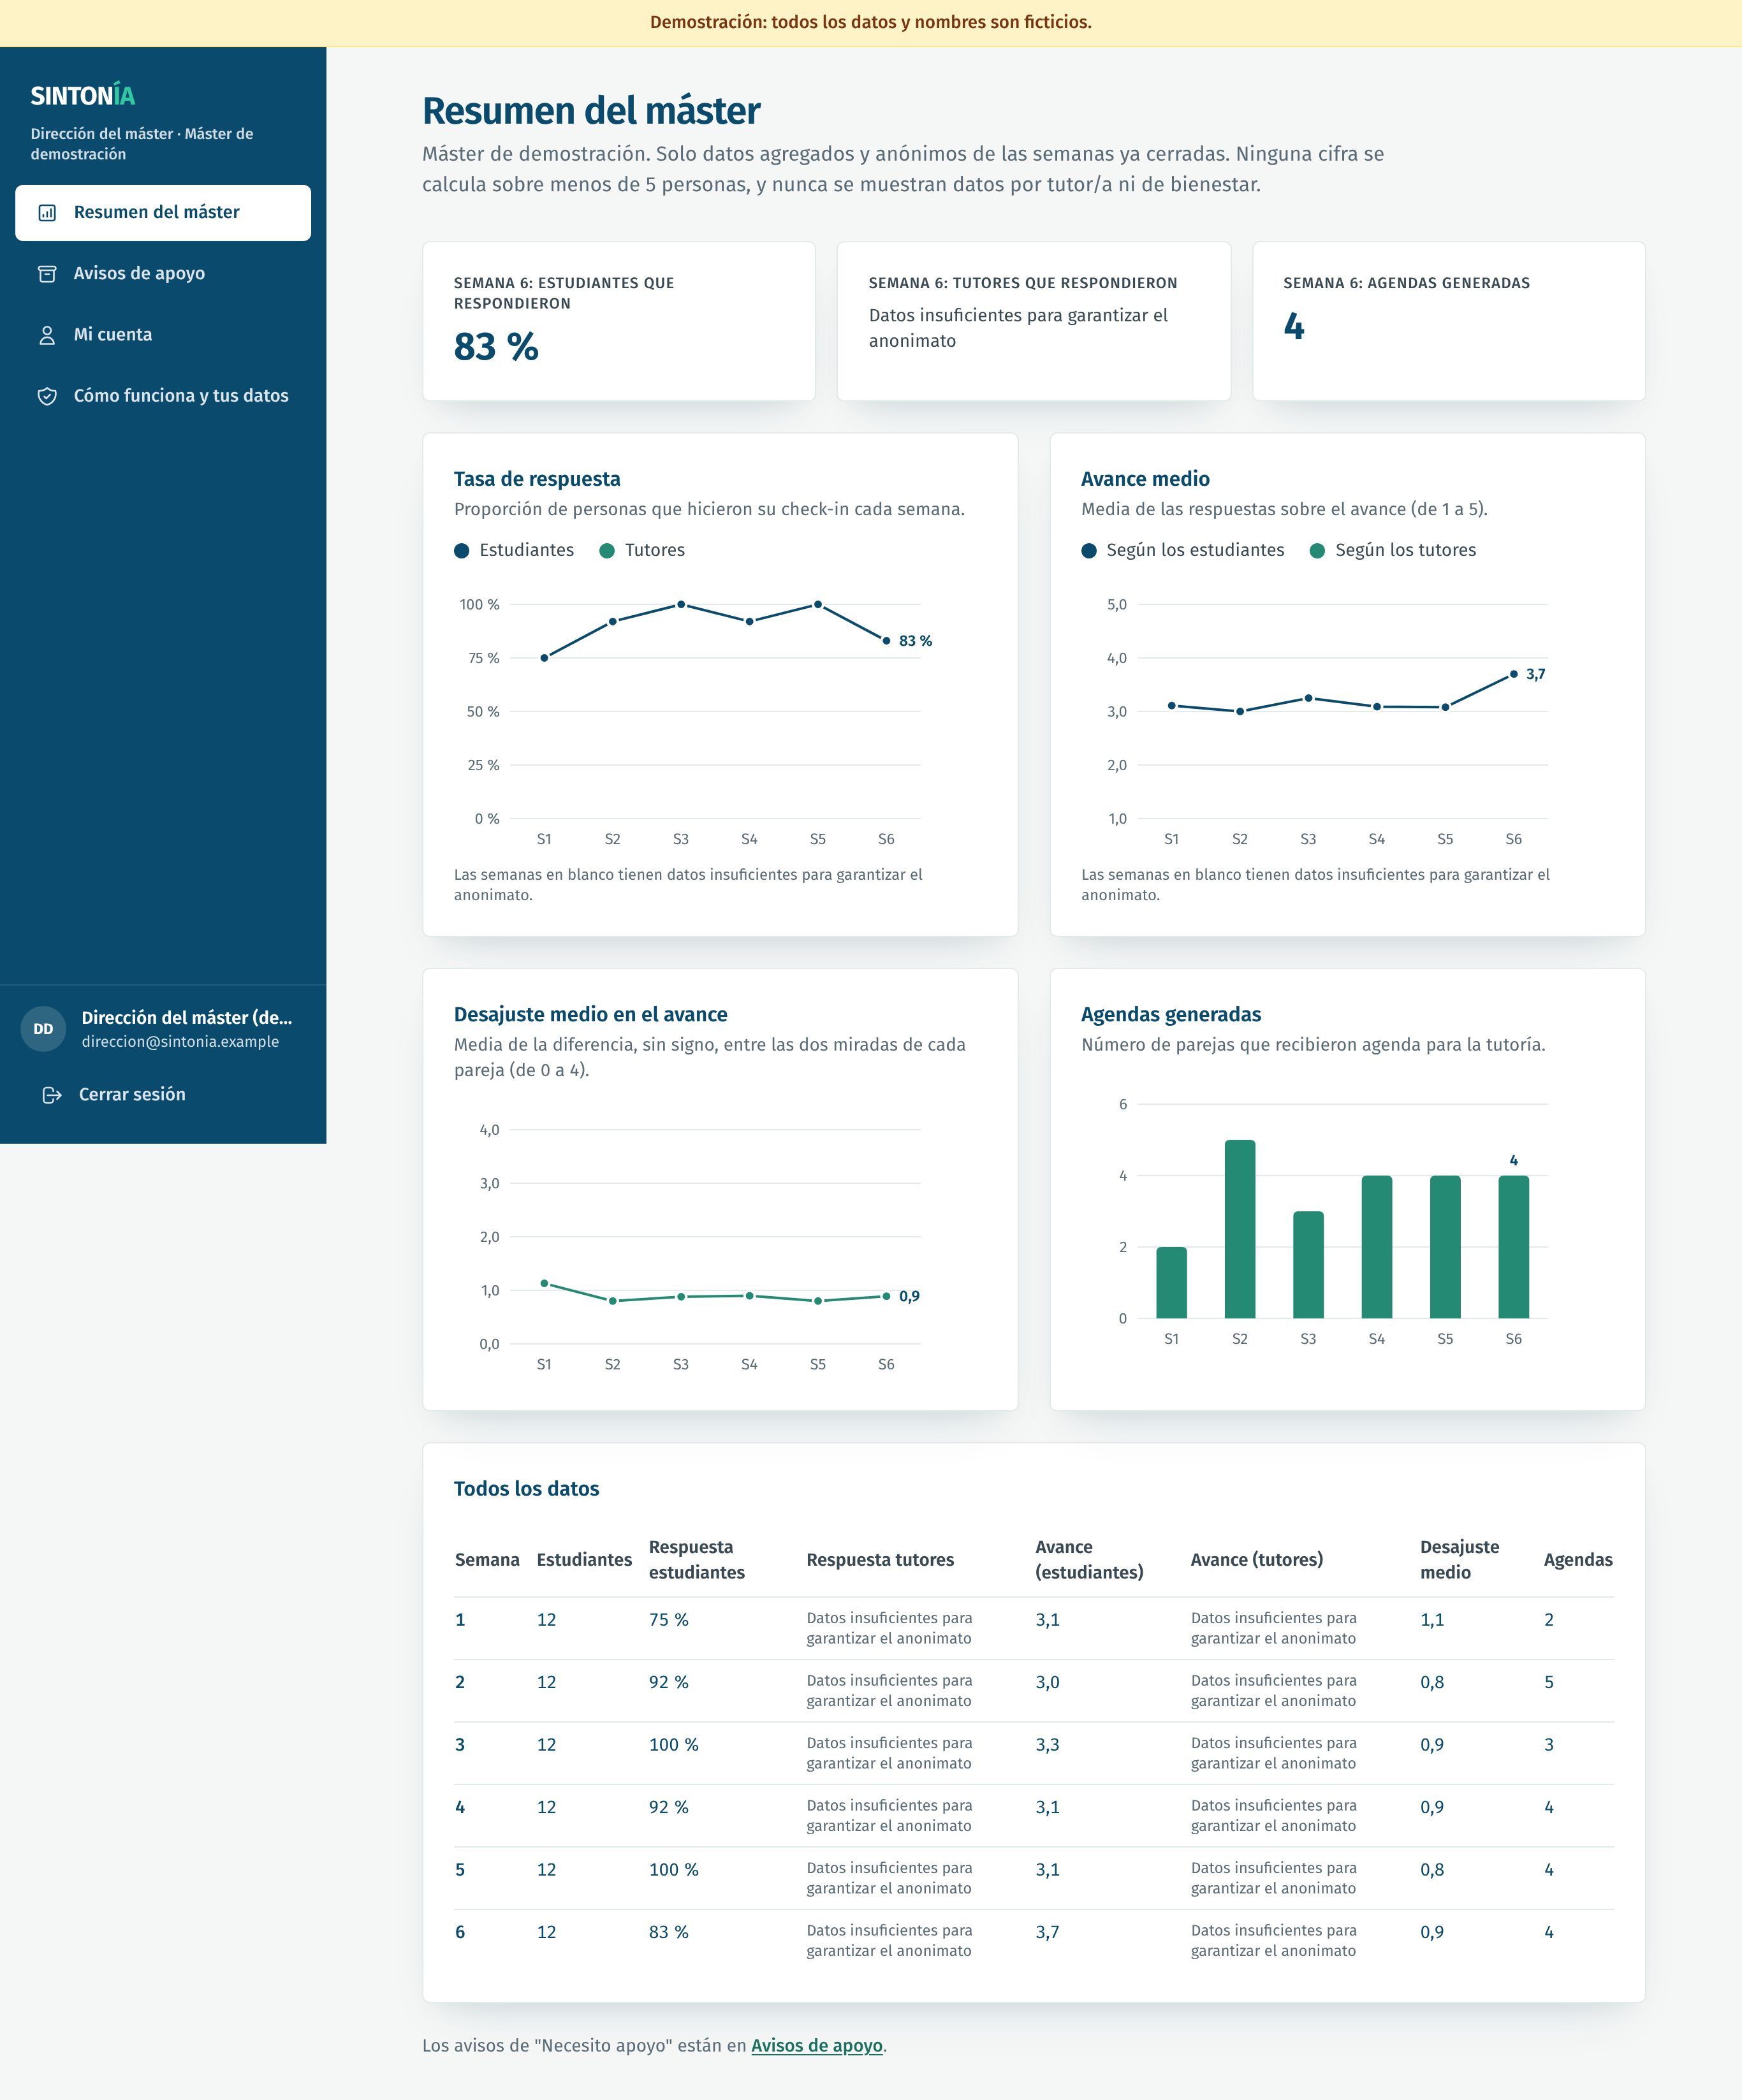 Demostración: todos los datos y nombres son ficticios.
SINTONÍA
Dirección del máster · Máster de
demostración
Resumen del máster
Avisos de apoyo
Mi cuenta
Cómo funciona y tus datos
DD
Dirección del máster (de...
direccion@sintonia.example
Cerrar sesión
Resumen del máster
Máster de demostración. Solo datos agregados y anónimos de las semanas ya cerradas. Ninguna cifra se
calcula sobre menos de 5 personas, y nunca se muestran datos por tutor/a ni de bienestar.
SEMANA 6: ESTUDIANTES QUE
RESPONDIERON
83 %
SEMANA 6: TUTORES QUE RESPONDIERON
Datos insuficientes para garantizar el
anonimato
SEMANA 6: AGENDAS GENERADAS
4
Tasa de respuesta
Proporción de personas que hicieron su check-in cada semana.
Estudiantes Tutores
100 %
75 %
50 %
25 %
0 %
83 %
S1 S2 S3 S4 S5 S6
Las semanas en blanco tienen datos insuficientes para garantizar el
anonimato.
Avance medio
Media de las respuestas sobre el avance (de 1 a 5).
Según los estudiantes Según los tutores
5,0
4,0
3,0
2,0
1,0
3,7
S1 S2 S3 S4 S5 S6
Las semanas en blanco tienen datos insuficientes para garantizar el
anonimato.
Desajuste medio en el avance
Media de la diferencia, sin signo, entre las dos miradas de cada
pareja (de 0 a 4).
4,0
3,0
2,0
1,0
0,0
0,9
S1 S2 S3 S4 S5 S6
Agendas generadas
Número de parejas que recibieron agenda para la tutoría.
6
4
2
0
4
S1 S2 S3 S4 S5 S6
Todos los datos
Semana Estudiantes Respuesta estudiantes Respuesta tutores Avance (estudiantes) Avance (tutores) Desajuste medio Agendas
1 12 75 % Datos insuficientes para garantizar el anonimato 3,1 Datos insuficientes para garantizar el anonimato 1,1 2
2 12 92 % Datos insuficientes para garantizar el anonimato 3,0 Datos insuficientes para garantizar el anonimato 0,8 5
3 12 100 % Datos insuficientes para garantizar el anonimato 3,3 Datos insuficientes para garantizar el anonimato 0,9 3
4 12 92 % Datos insuficientes para garantizar el anonimato 3,1 Datos insuficientes para garantizar el anonimato 0,9 4
5 12 100 % Datos insuficientes para garantizar el anonimato 3,1 Datos insuficientes para garantizar el anonimato 0,8 4
6 12 83 % Datos insuficientes para garantizar el anonimato 3,7 Datos insuficientes para garantizar el anonimato 0,9 4
Los avisos de "Necesito apoyo" están en Avisos de apoyo.